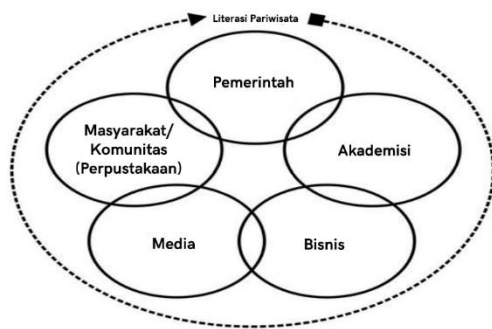 Literasi Pariwisata
Pemerintah
Masyarakat/
Komunitas
(Perpustakaan)
Akademisi
Media
Bisnis